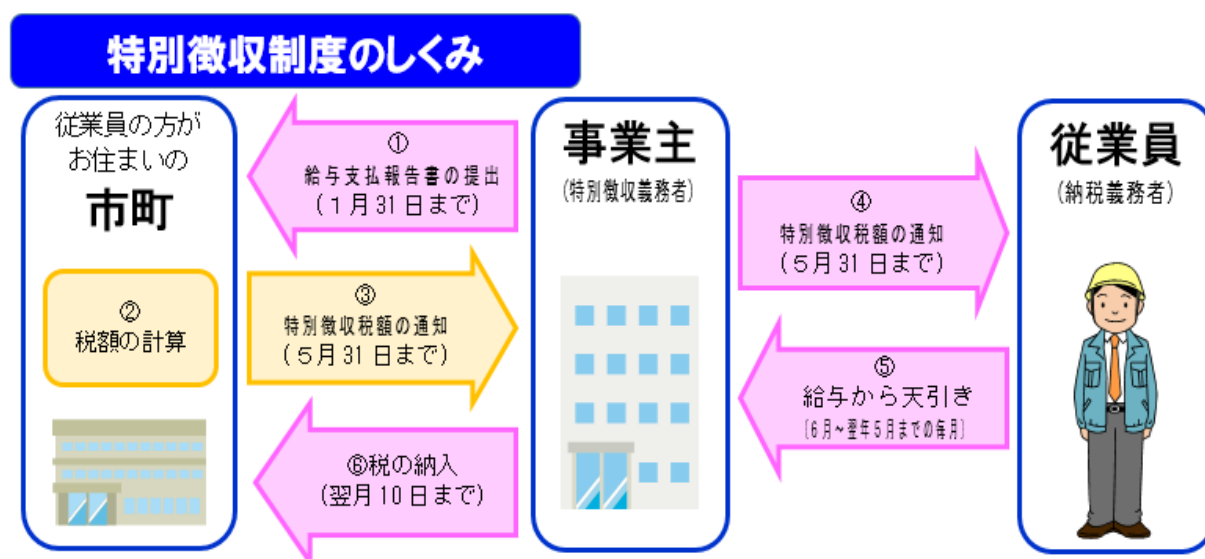 特別徴収制度のしくみ
従業員の方が
お住まいの
市町
②
税額の計算
①
給与支払報告書の提出
(1月31日まで)
③
特別徴収税額の通知
(5月31日まで)
⑥税の納入
(翌月10日まで)
事業主
(特別徴収義務者)
④
特別徴収税額の通知
(5月31日まで)
⑤
給与から天引き
〔6月~翌年5月までの毎月〕
従業員
(納税義務者)